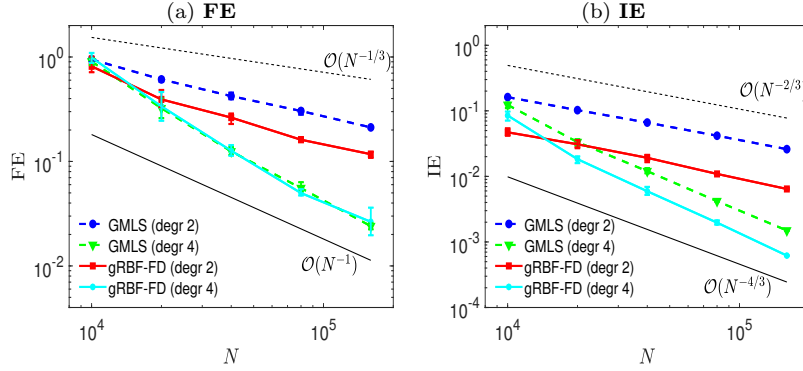 (a) FE
10^0
10^{-1}
10^{-2}
FE
O(N^{-1/3})
GMLS (degr 2)
GMLS (degr 4)
gRBF-FD (degr 2)
gRBF-FD (degr 4)
O(N^{-1})
10^4
10^5
N
(b) IE
10^0
10^{-1}
10^{-2}
10^{-3}
10^{-4}
IE
O(N^{-2/3})
GMLS (degr 2)
GMLS (degr 4)
gRBF-FD (degr 2)
gRBF-FD (degr 4)
O(N^{-4/3})
10^4
10^5
N